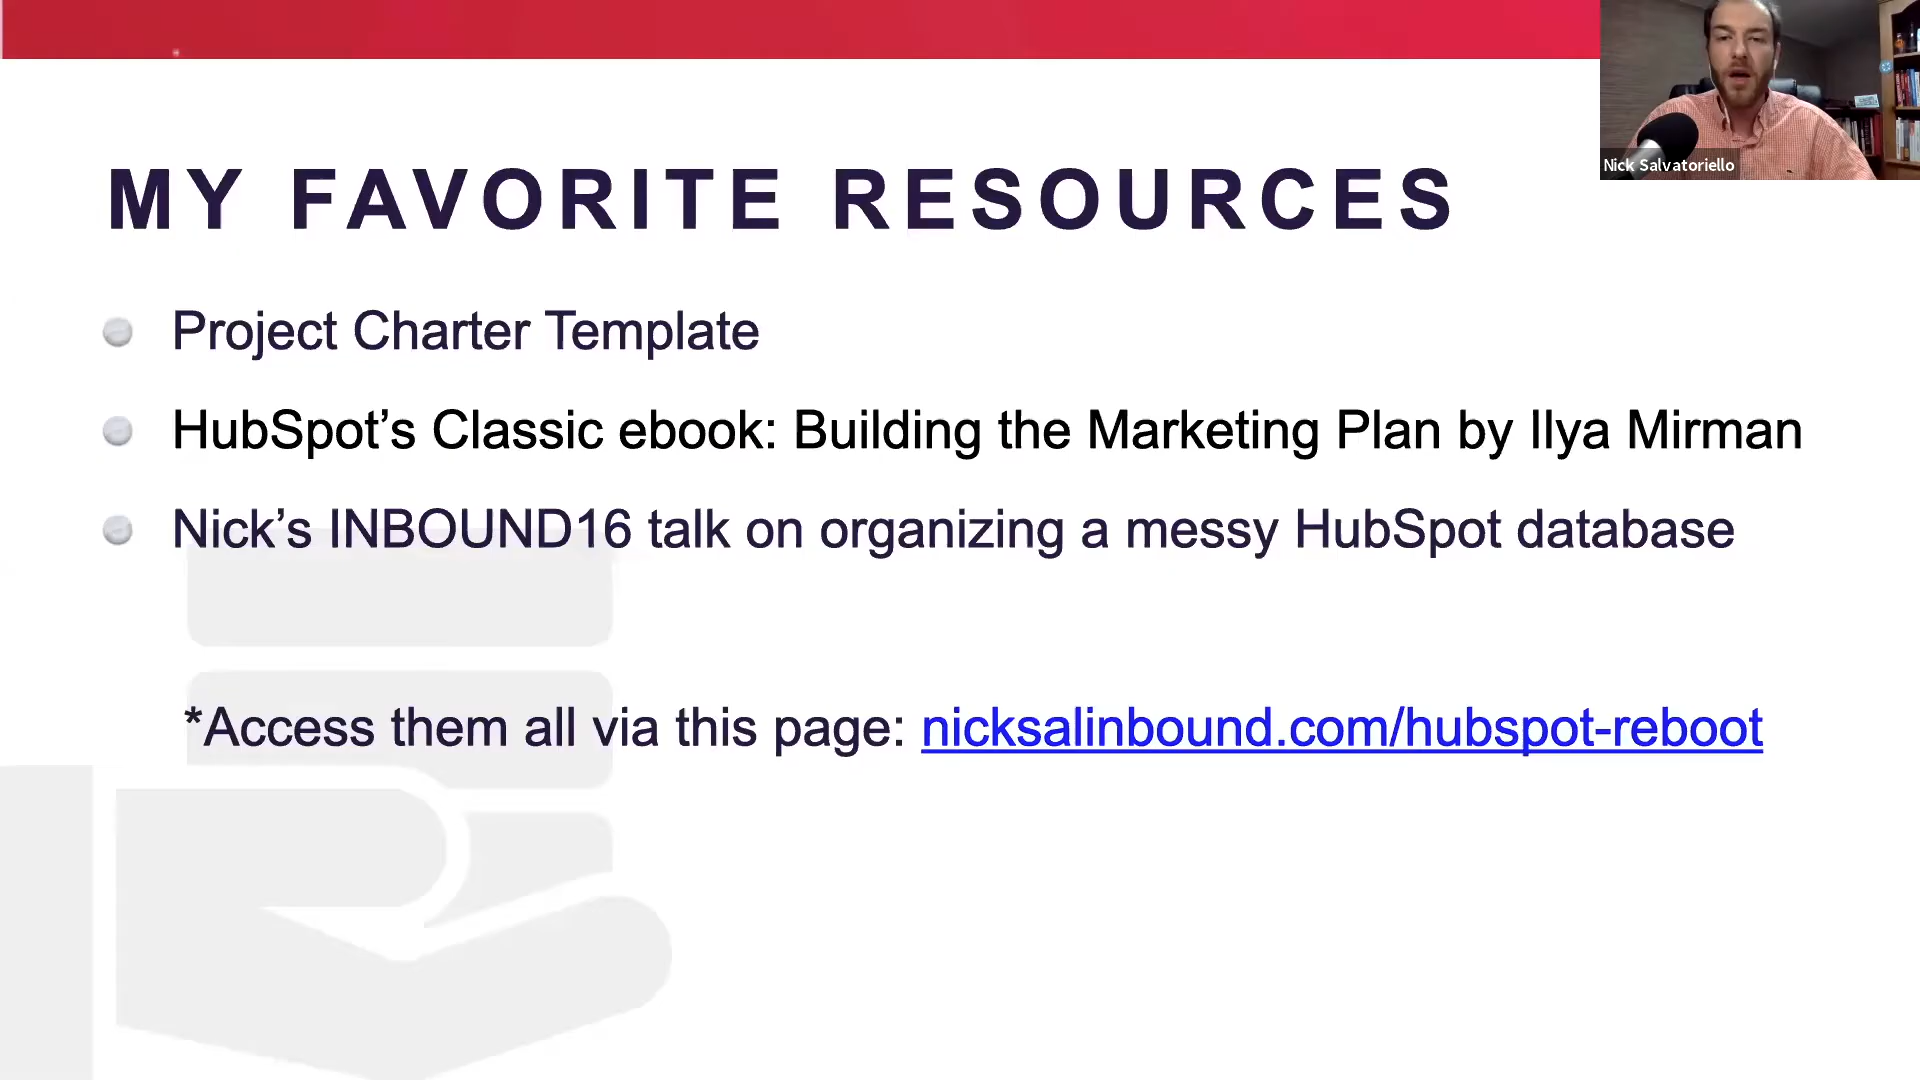 Nick Salvatoriello
MY FAVORITE RESOURCES
Project Charter Template
HubSpot’s Classic ebook: Building the Marketing Plan by Ilya Mirman
Nick’s INBOUND16 talk on organizing a messy HubSpot database
*Access them all via this page: nicksalinbound.com/hubspot-reboot